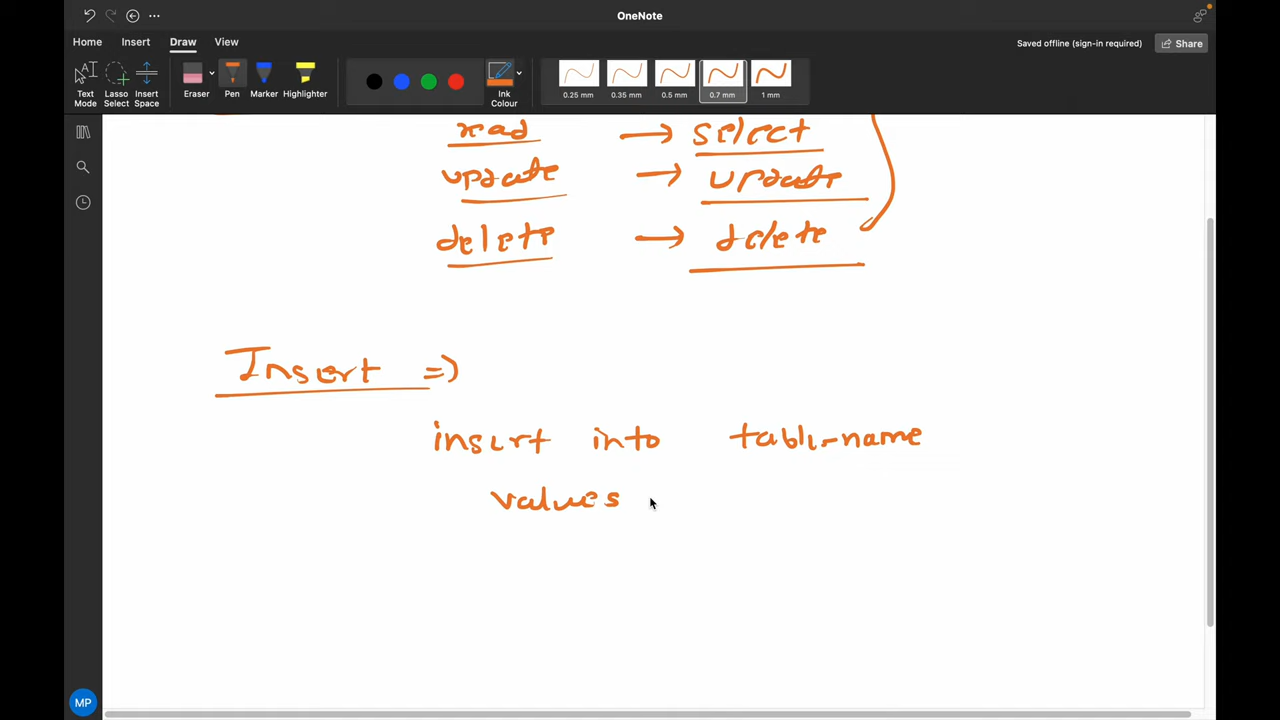 OneNote
Home Insert Draw View
Saved offline (sign-in required) Share
Text Mode
Lasso Select
Insert Space
Eraser
Pen
Marker
Highlighter
Ink Colour
0.25 mm
0.35 mm
0.5 mm
0.7 mm
1 mm
read → select
update → update
delete → delete
Insert =>
insert into table-name
values
MP